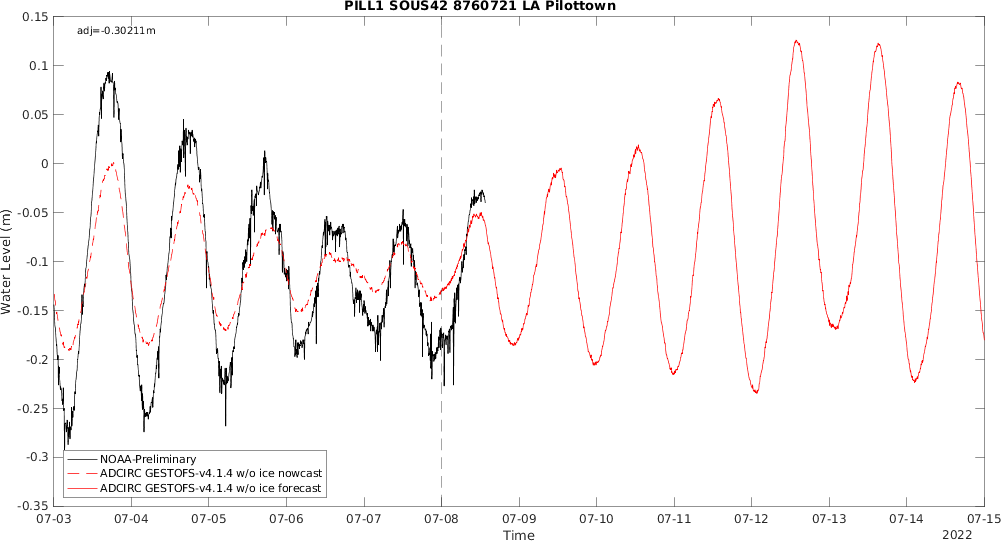 PILL1 SOUS42 8760721 LA Pilottown
adj=-0.30211m
0.15
0.1
0.05
0
-0.05
-0.1
-0.15
-0.2
-0.25
-0.3
-0.35
Water Level (m)
NOAA-Preliminary
ADCIRC GESTOFS-v4.1.4 w/o ice nowcast
ADCIRC GESTOFS-v4.1.4 w/o ice forecast
07-03 07-04 07-05 07-06 07-07 07-08 07-09 07-10 07-11 07-12 07-13 07-14 07-15
Time
2022